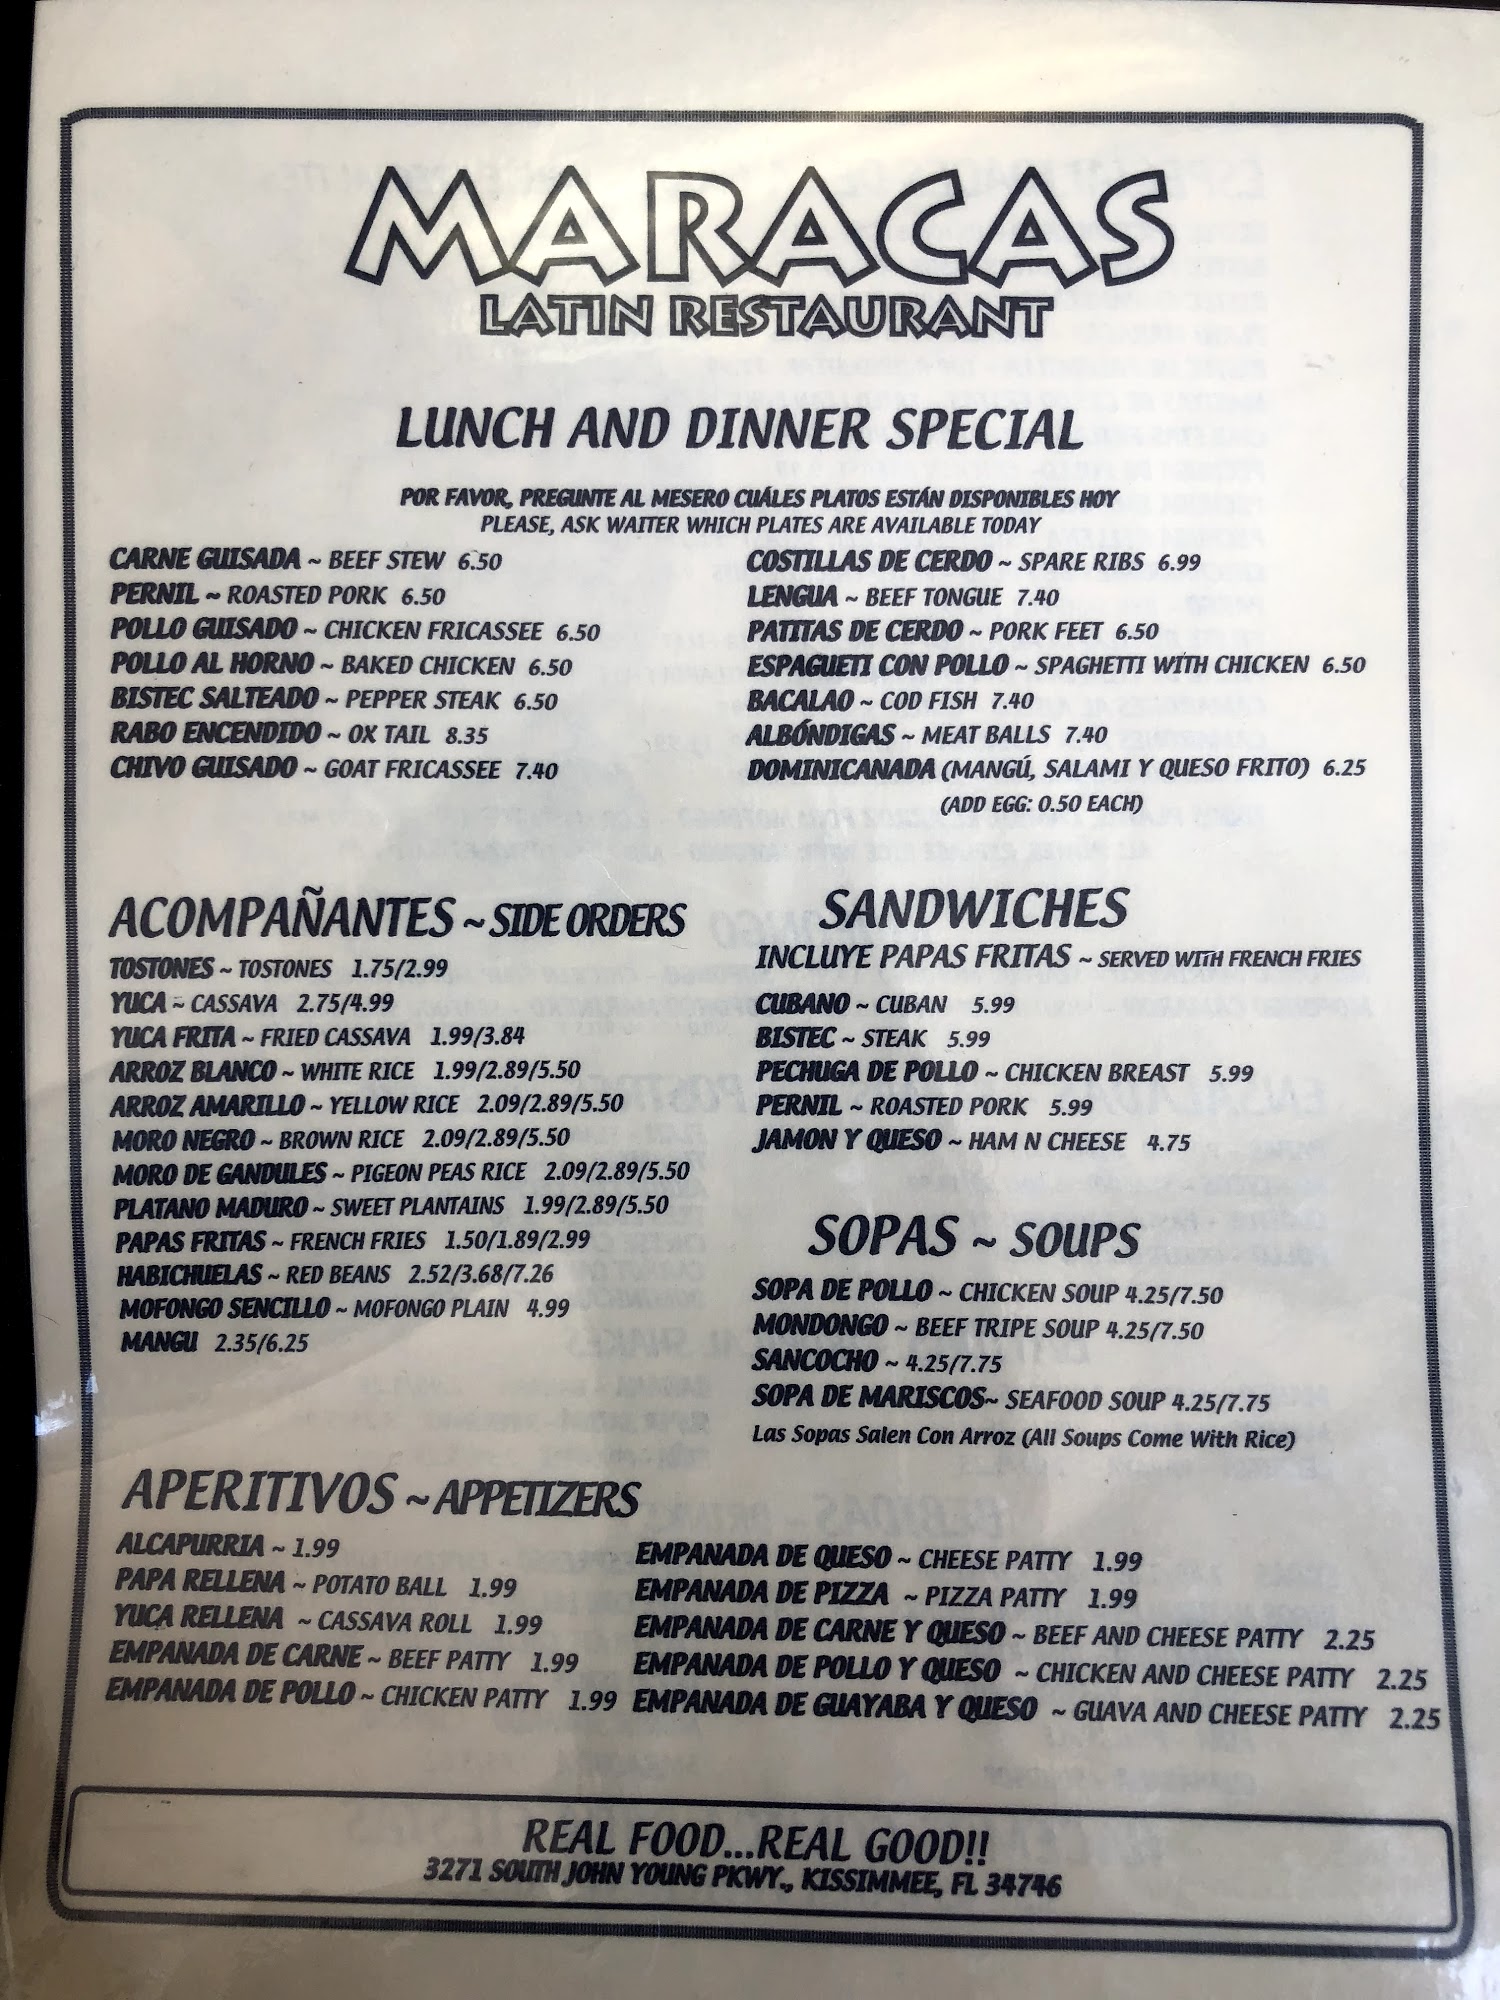 MARACAS
LATIN RESTAURANT
LUNCH AND DINNER SPECIAL
POR FAVOR, PREGUNTE AL MESERO CUÁLES PLATOS ESTÁN DISPONIBLES HOY
PLEASE, ASK WAITER WHICH PLATES ARE AVAILABLE TODAY
CARNE GUISADA ~ BEEF STEW 6.50
PERNIL ~ ROASTED PORK 6.50
POLLO GUISADO ~ CHICKEN FRICASSEE 6.50
POLLO AL HORNO ~ BAKED CHICKEN 6.50
BISTEC SALTEADO ~ PEPPER STEAK 6.50
RABO ENCENDIDO ~ OX TAIL 8.35
CHIVO GUISADO ~ GOAT FRICASSEE 7.40
COSTILLAS DE CERDO ~ SPARE RIBS 6.99
LENGUA ~ BEEF TONGUE 7.40
PATITAS DE CERDO ~ PORK FEET 6.50
ESPAGUETI CON POLLO ~ SPAGHETTI WITH CHICKEN 6.50
BACALAO ~ COD FISH 7.40
ALBÓNDIGAS ~ MEAT BALLS 7.40
DOMINICANADA (MANGÚ, SALAMI Y QUESO FRITO) 6.25
(ADD EGG: 0.50 EACH)
ACOMPAÑANTES ~ SIDE ORDERS
TOSTONES ~ TOSTONES 1.75/2.99
YUCA ~ CASSAVA 2.75/4.99
YUCA FRITA ~ FRIED CASSAVA 1.99/3.84
ARROZ BLANCO ~ WHITE RICE 1.99/2.89/5.50
ARROZ AMARILLO ~ YELLOW RICE 2.09/2.89/5.50
MORO NEGRO ~ BROWN RICE 2.09/2.89/5.50
MORO DE GANDULES ~ PIGEON PEAS RICE 2.09/2.89/5.50
PLATANO MADURO ~ SWEET PLANTAINS 1.99/2.89/5.50
PAPAS FRITAS ~ FRENCH FRIES 1.50/1.89/2.99
HABICHUELAS ~ RED BEANS 2.52/3.68/7.26
MOFONGO SENCILLO ~ MOFONGO PLAIN 4.99
MANGU 2.35/6.25
SANDWICHES
INCLUYE PAPAS FRITAS ~ SERVED WITH FRENCH FRIES
CUBANO ~ CUBAN 5.99
BISTEC ~ STEAK 5.99
PECHUGA DE POLLO ~ CHICKEN BREAST 5.99
PERNIL ~ ROASTED PORK 5.99
JAMON Y QUESO ~ HAM N CHEESE 4.75
SOPAS ~ SOUPS
SOPA DE POLLO ~ CHICKEN SOUP 4.25/7.50
MONDONGO ~ BEEF TRIPE SOUP 4.25/7.50
SANCOCHO ~ 4.25/7.75
SOPA DE MARISCOS~ SEAFOOD SOUP 4.25/7.75
Las Sopas Salen Con Arroz (All Soups Come With Rice)
APERITIVOS ~ APPETIZERS
ALCAPURRIA ~ 1.99
PAPA RELLENA ~ POTATO BALL 1.99
YUCA RELLENA ~ CASSAVA ROLL 1.99
EMPANADA DE CARNE ~ BEEF PATTY 1.99
EMPANADA DE POLLO ~ CHICKEN PATTY 1.99
EMPANADA DE QUESO ~ CHEESE PATTY 1.99
EMPANADA DE PIZZA ~ PIZZA PATTY 1.99
EMPANADA DE CARNE Y QUESO ~ BEEF AND CHEESE PATTY 2.25
EMPANADA DE POLLO Y QUESO ~ CHICKEN AND CHEESE PATTY 2.25
EMPANADA DE GUAYABA Y QUESO ~ GUAVA AND CHEESE PATTY 2.25
REAL FOOD...REAL GOOD!!
3271 SOUTH JOHN YOUNG PKWY., KISSIMMEE, FL 34746